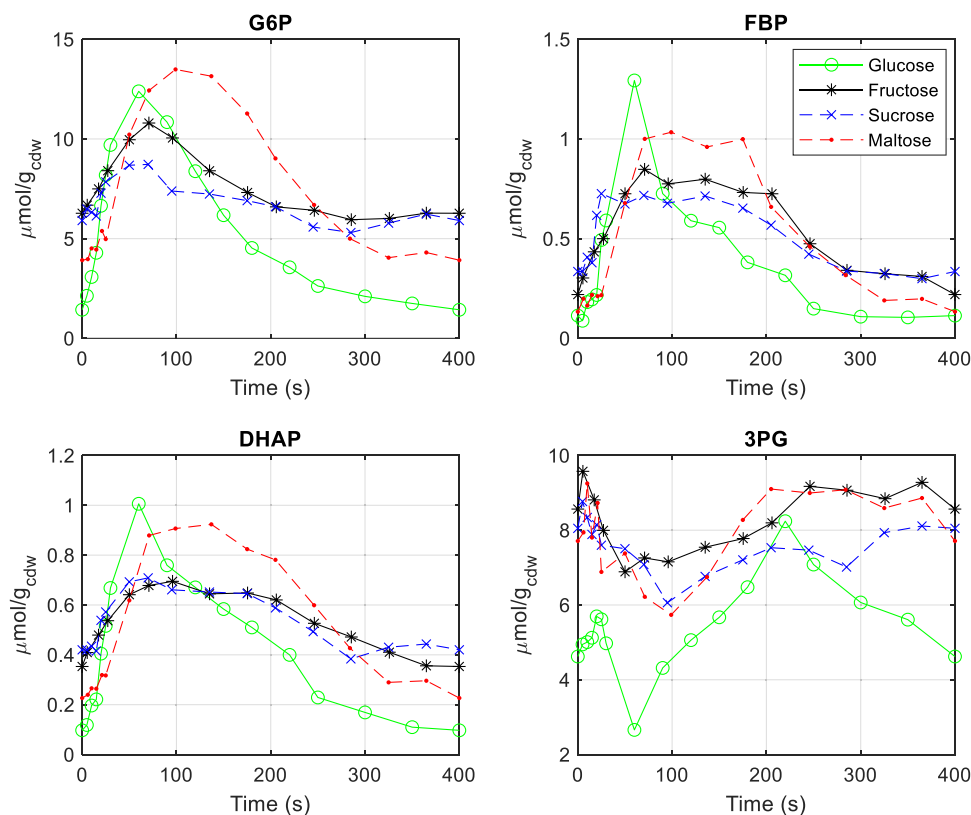 G6P
15
10
5
0
μmol/gcdw
0 100 200 300 400
Time (s)
FBP
1.5
1
0.5
0
μmol/gcdw
0 100 200 300 400
Time (s)
Glucose
Fructose
Sucrose
Maltose
DHAP
1.2
1
0.8
0.6
0.4
0.2
0
μmol/gcdw
0 100 200 300 400
Time (s)
3PG
10
8
6
4
2
μmol/gcdw
0 100 200 300 400
Time (s)